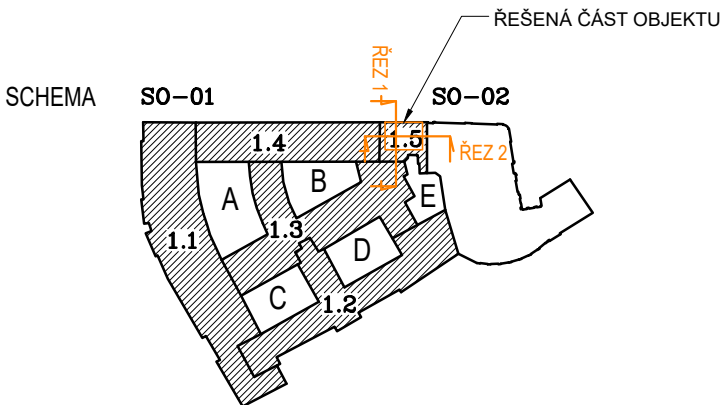 ŘEŠENÁ ČÁST OBJEKTU
SCHEMA
SO-01
ŘEZ 1
SO-02
1.4
1.5
ŘEZ 2
A
B
E
1.1
1.3
D
C
1.2